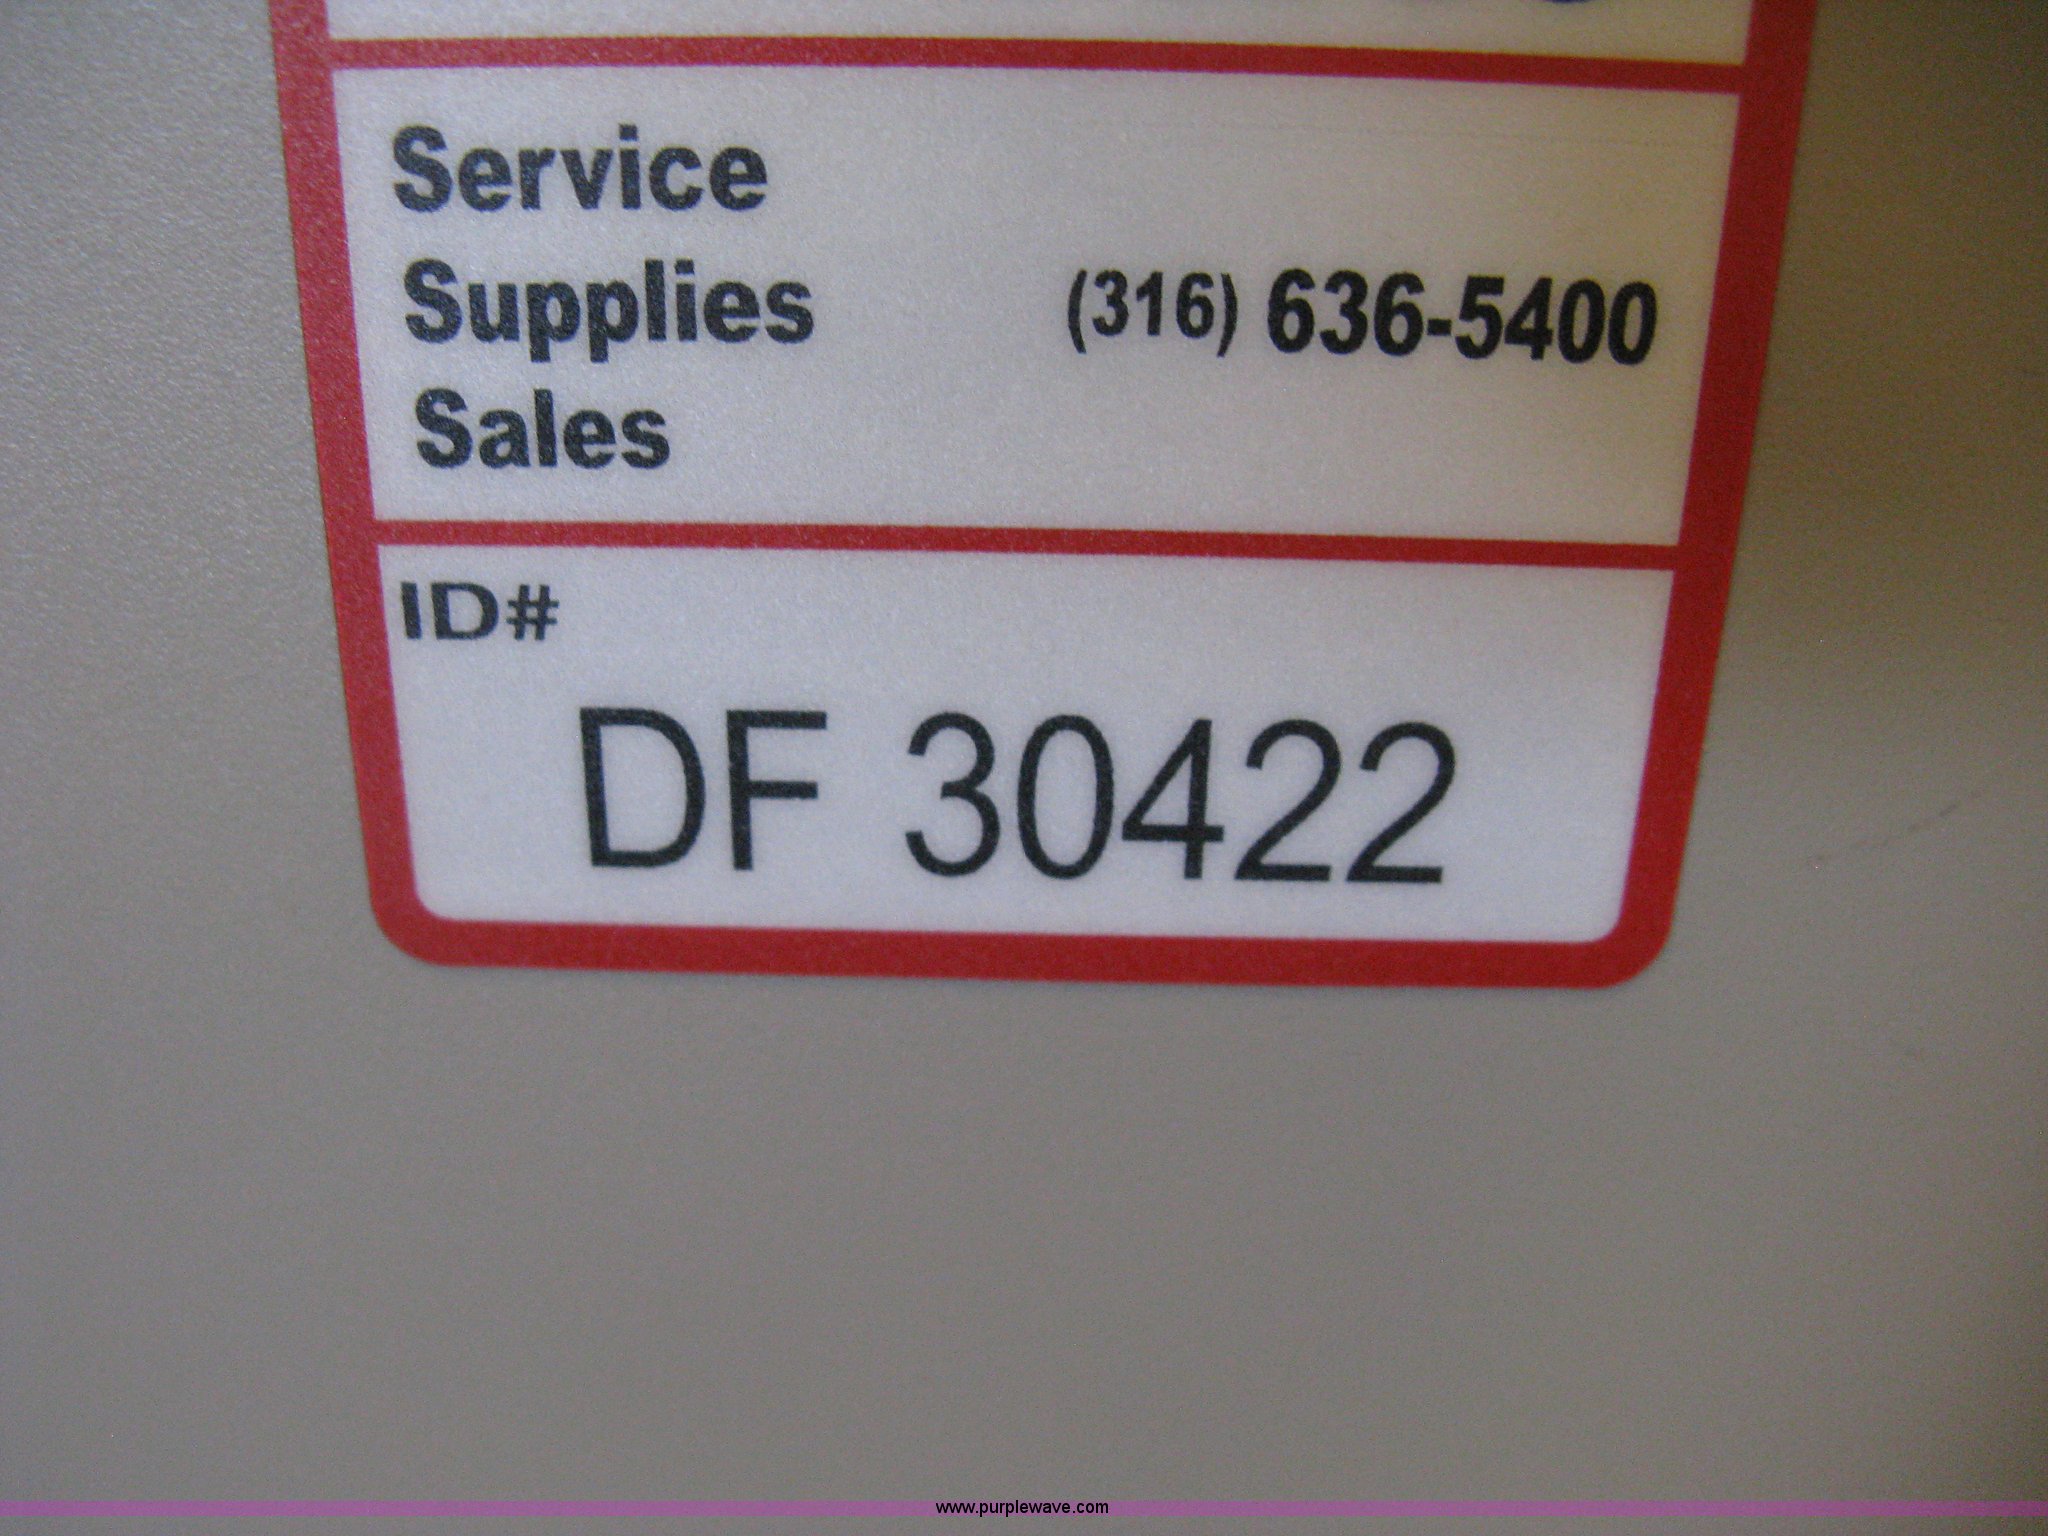 Service
Supplies (316) 636-5400
Sales
ID#
DF 30422
www.purplewave.com